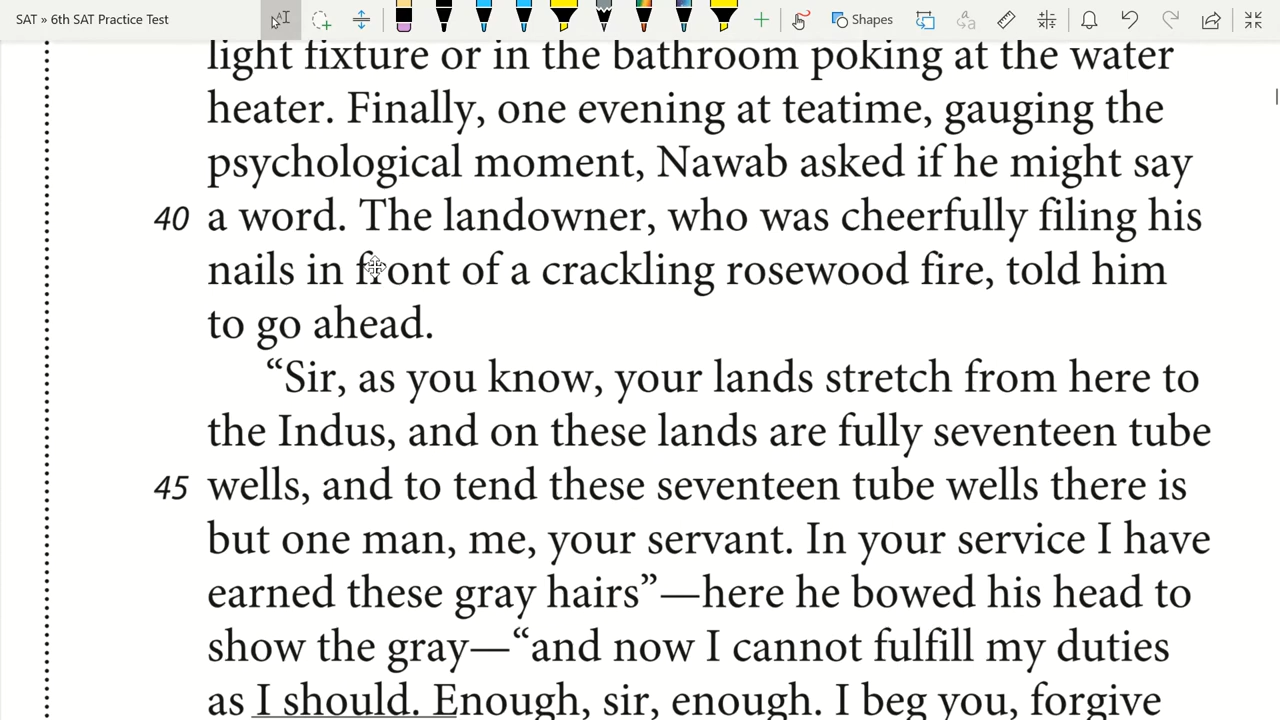 SAT » 6th SAT Practice Test
Shapes
light fixture or in the bathroom poking at the water
heater. Finally, one evening at teatime, gauging the
psychological moment, Nawab asked if he might say
40 a word. The landowner, who was cheerfully filing his
nails in front of a crackling rosewood fire, told him
to go ahead.
“Sir, as you know, your lands stretch from here to
the Indus, and on these lands are fully seventeen tube
45 wells, and to tend these seventeen tube wells there is
but one man, me, your servant. In your service I have
earned these gray hairs”—here he bowed his head to
show the gray—“and now I cannot fulfill my duties
as I should. Enough, sir, enough. I beg you, forgive